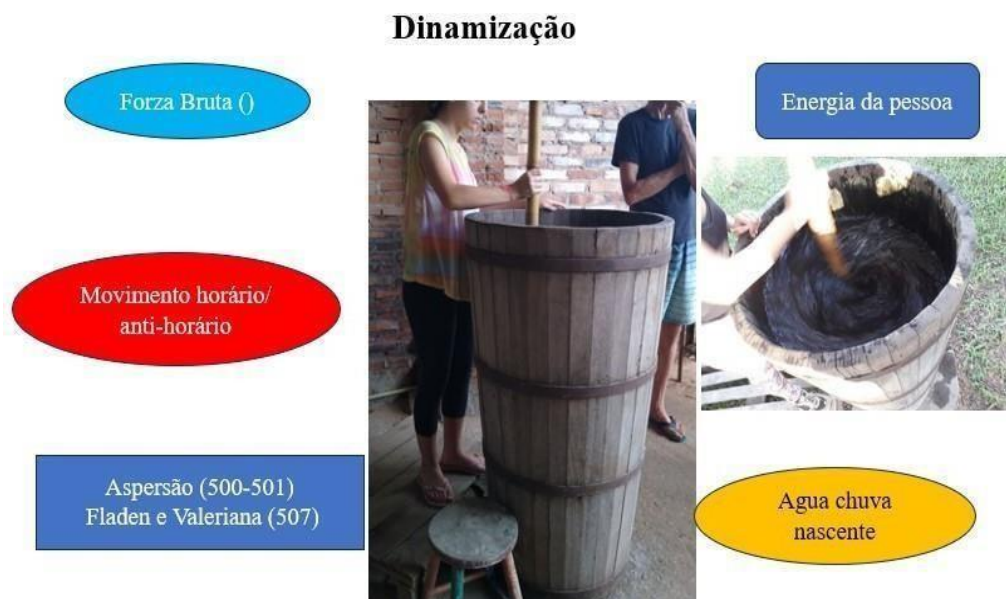 Dinamização
Forza Bruta ()
Energia da pessoa
Movimento horário/
anti-horário
Aspersão (500-501)
Fladen e Valeriana (507)
Agua chuva
nascente